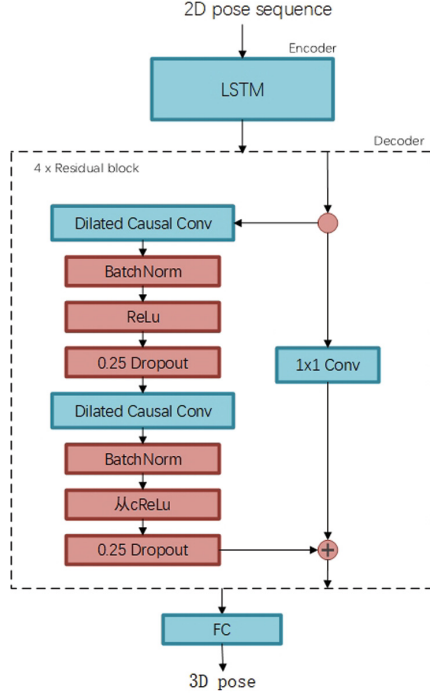 2D pose sequence
Encoder
LSTM
Decoder
4 x Residual block
Dilated Causal Conv
BatchNorm
ReLu
0.25 Dropout
1x1 Conv
Dilated Causal Conv
BatchNorm
从cReLu
0.25 Dropout
+
FC
3D pose